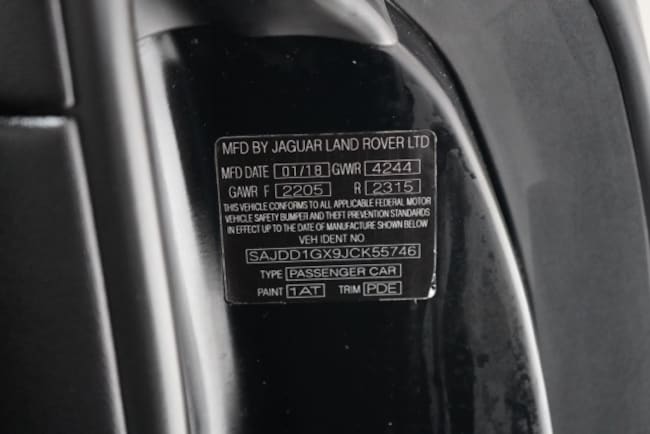 MFD BY JAGUAR LAND ROVER LTD
MFD DATE 01/18 GVWR 4244
GAWR F 2205 R 2315
THIS VEHICLE CONFORMS TO ALL APPLICABLE FEDERAL MOTOR
VEHICLE SAFETY BUMPER AND THEFT PREVENTION STANDARDS
IN EFFECT UP TO THE DATE OF MANUFACTURE SHOWN BELOW
VEH IDENT NO
SAJDD1GX9JCK55746
TYPE PASSENGER CAR
PAINT 1AT TRIM PDE